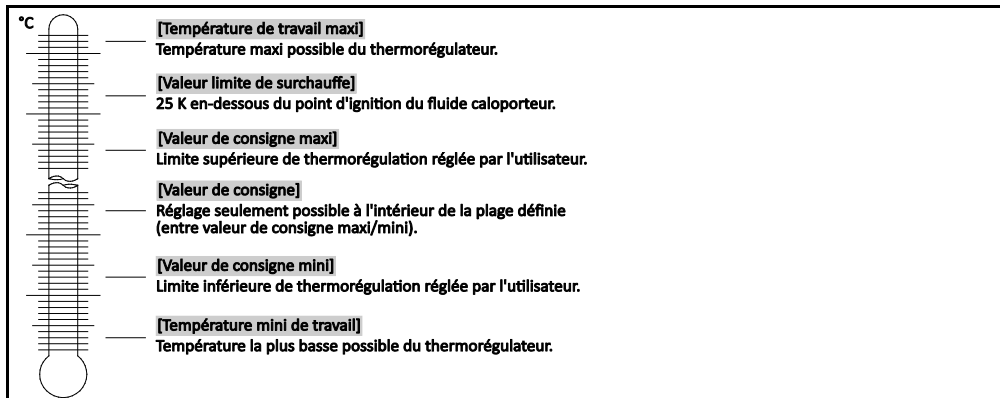 °C
[Température de travail maxi]
Température maxi possible du thermorégulateur.
[Valeur limite de surchauffe]
25 K en-dessous du point d'ignition du fluide caloporteur.
[Valeur de consigne maxi]
Limite supérieure de thermorégulation réglée par l'utilisateur.
[Valeur de consigne]
Réglage seulement possible à l'intérieur de la plage définie
(entre valeur de consigne maxi/mini).
[Valeur de consigne mini]
Limite inférieure de thermorégulation réglée par l'utilisateur.
[Température mini de travail]
Température la plus basse possible du thermorégulateur.